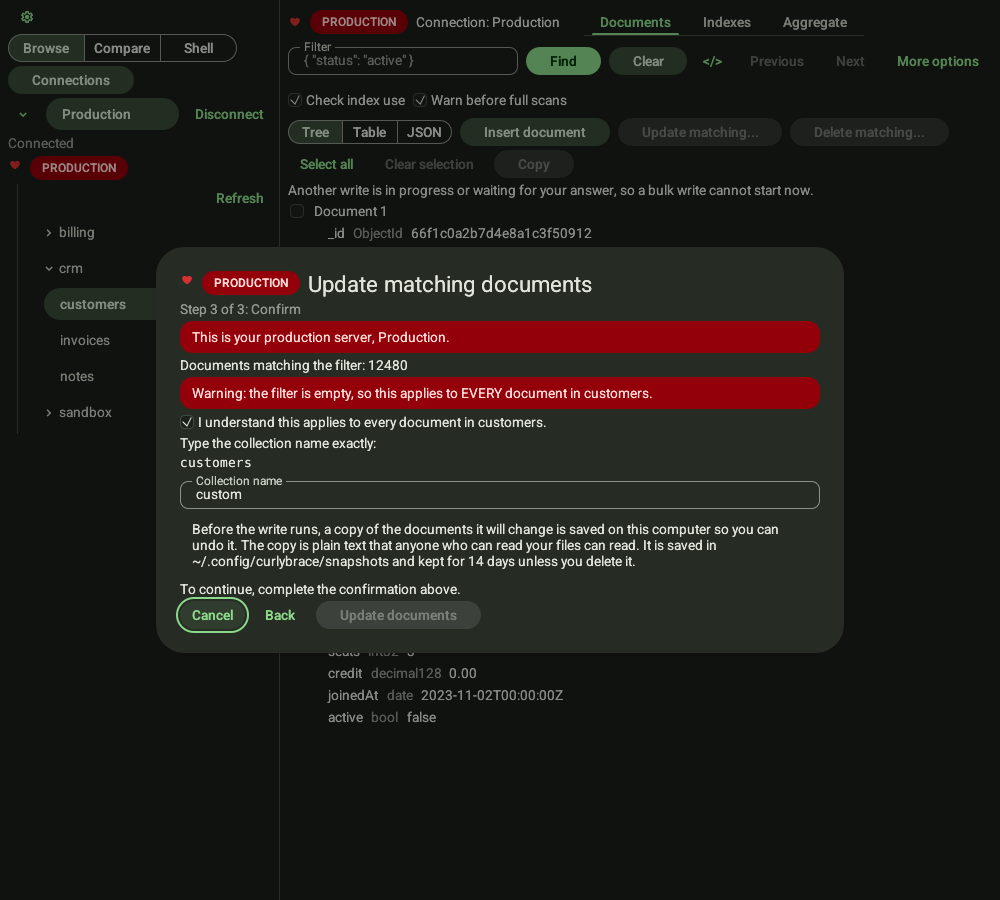 Browse Compare Shell
Connections
Production Disconnect
Connected
PRODUCTION
Refresh
billing
crm
customers
invoices
notes
sandbox
PRODUCTION Connection: Production Documents Indexes Aggregate
Filter
{ "status": "active" } Find Clear </> Previous Next More options
Check index use Warn before full scans
Tree Table JSON Insert document Update matching... Delete matching...
Select all Clear selection Copy
Another write is in progress or waiting for your answer, so a bulk write cannot start now.
Document 1
_id ObjectId 66f1c0a2b7d4e8a1c3f50912
PRODUCTION Update matching documents
Step 3 of 3: Confirm
This is your production server, Production.
Documents matching the filter: 12480
Warning: the filter is empty, so this applies to EVERY document in customers.
I understand this applies to every document in customers.
Type the collection name exactly:
customers
Collection name
custom
Before the write runs, a copy of the documents it will change is saved on this computer so you can
undo it. The copy is plain text that anyone who can read your files can read. It is saved in
~/.config/curlybrace/snapshots and kept for 14 days unless you delete it.
To continue, complete the confirmation above.
Cancel Back Update documents
credit decimal128 0.00
joinedAt date 2023-11-02T00:00:00Z
active bool false